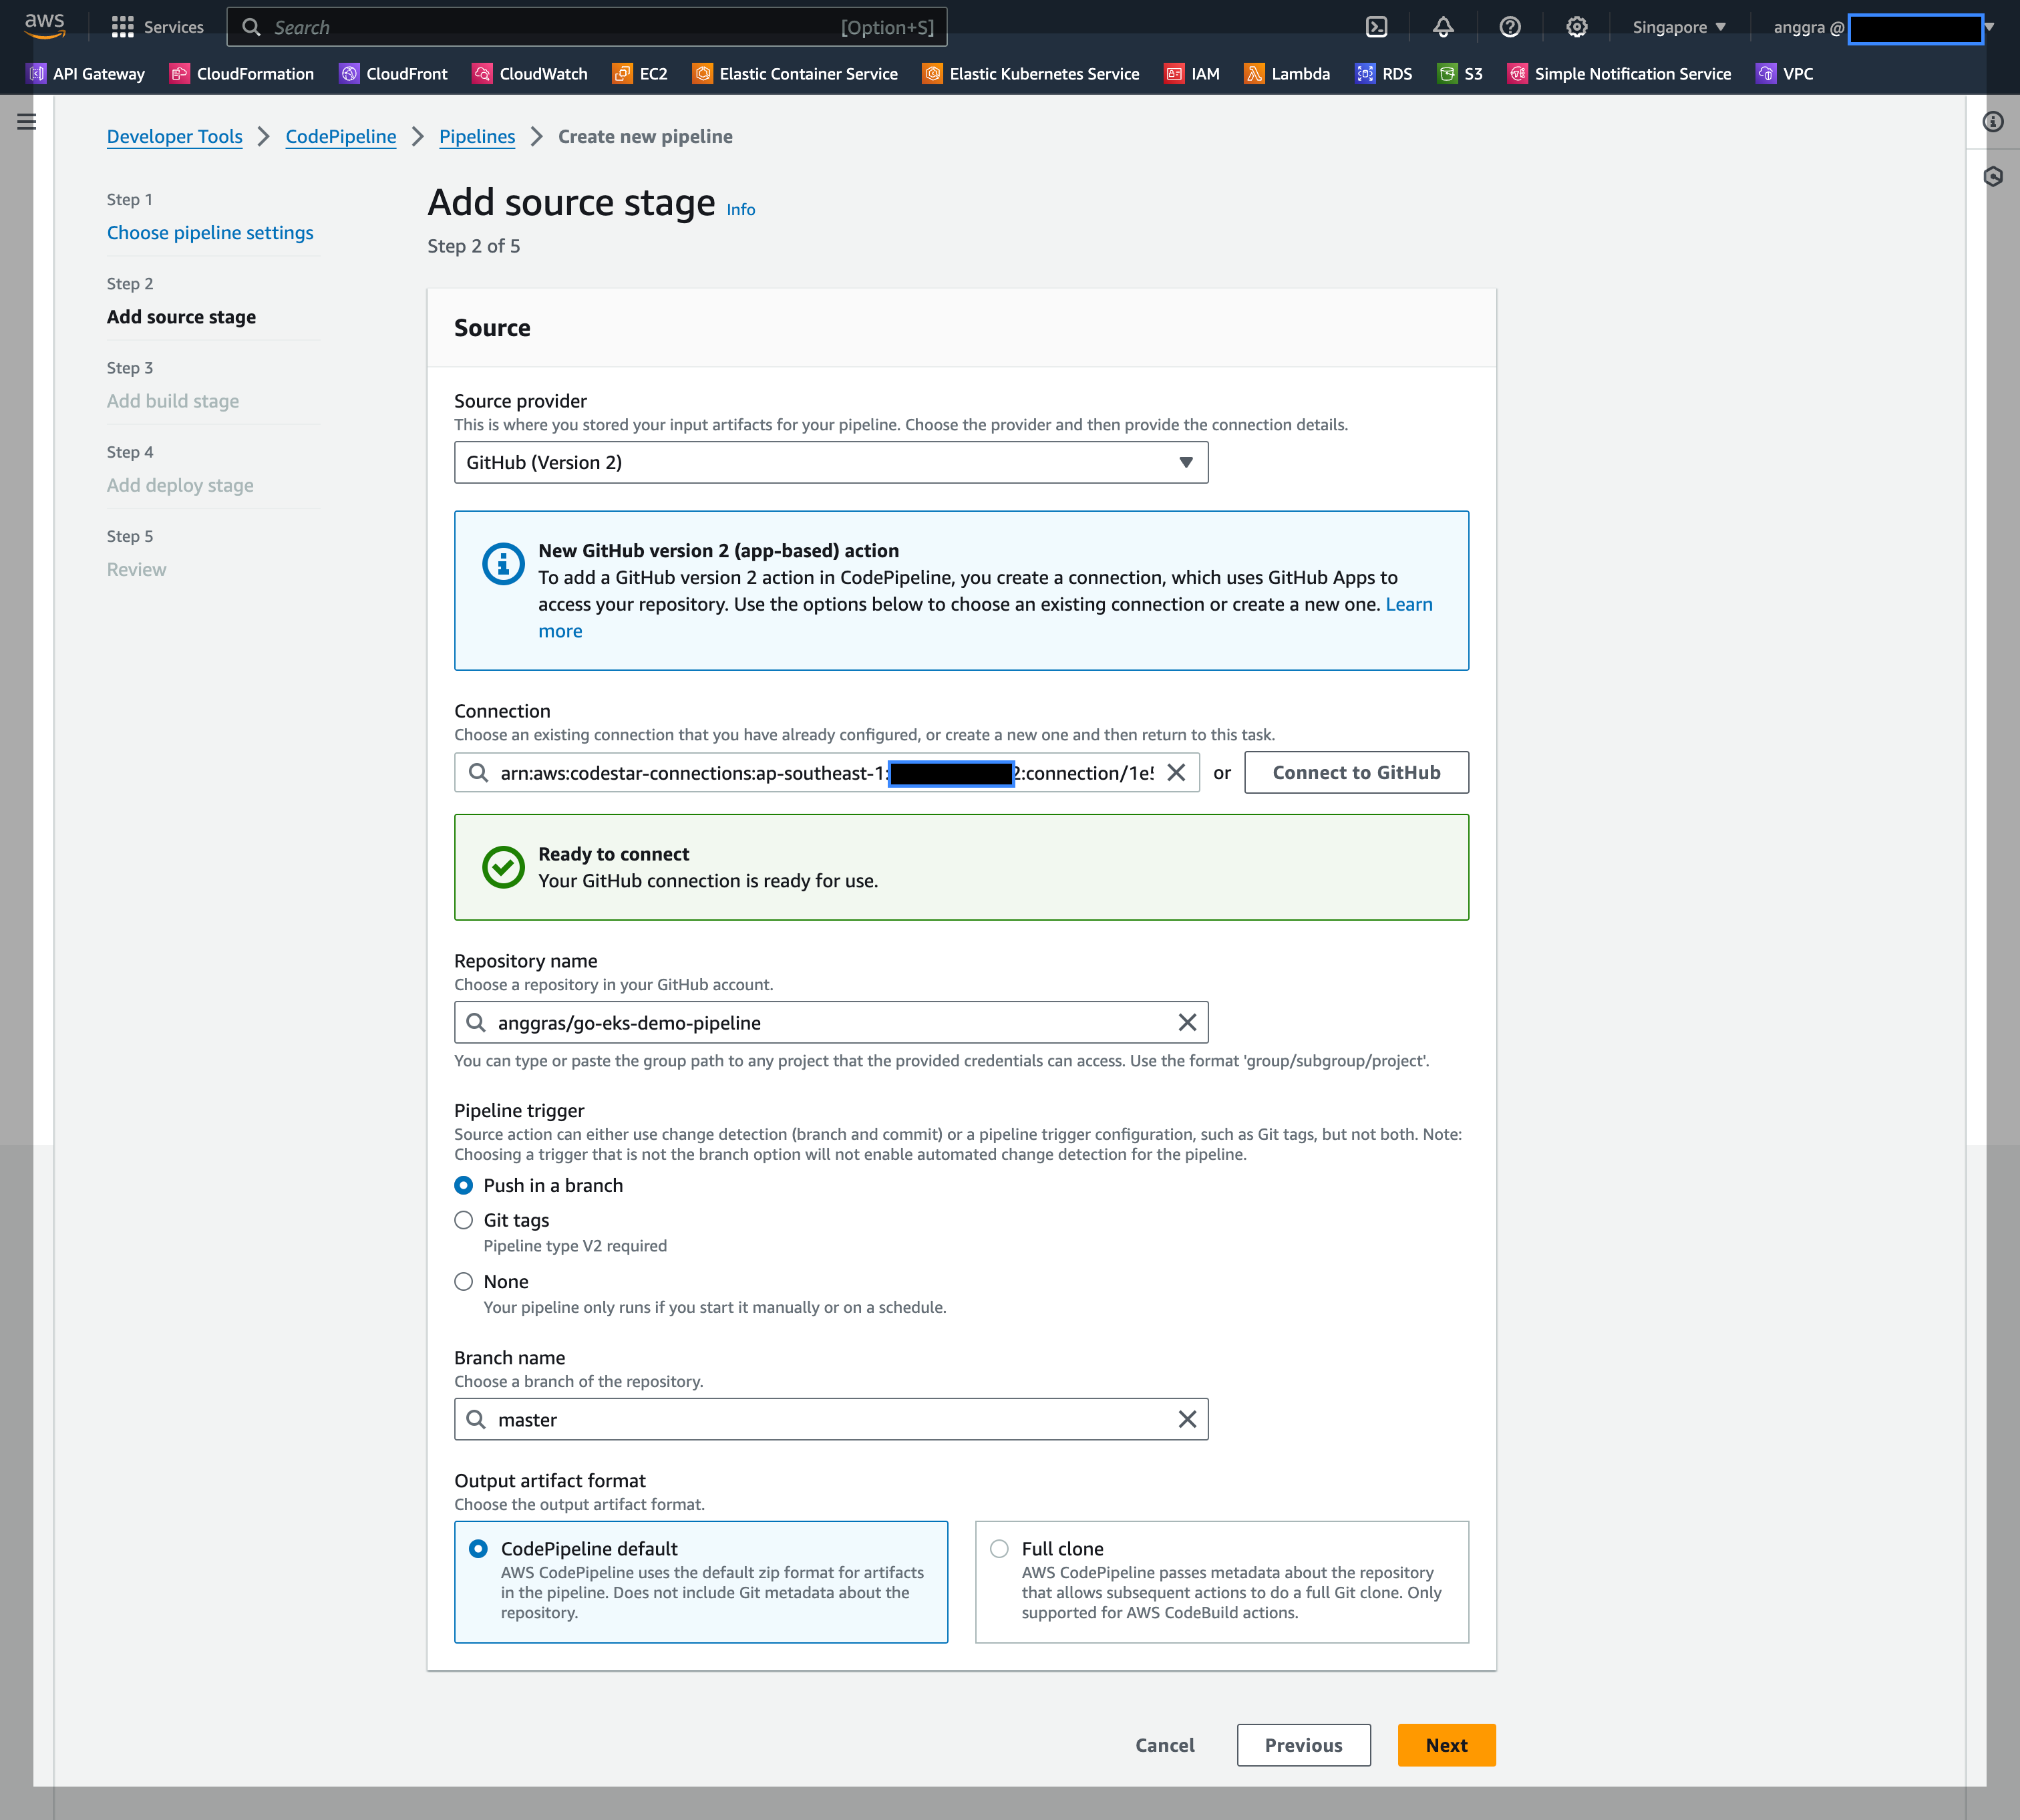 aws
Services
Search
[Option+S]
Singapore
anggra @
API Gateway
CloudFormation
CloudFront
CloudWatch
EC2
Elastic Container Service
Elastic Kubernetes Service
IAM
Lambda
RDS
S3
Simple Notification Service
VPC
Developer Tools
CodePipeline
Pipelines
Create new pipeline
Step 1
Choose pipeline settings
Step 2
Add source stage
Step 3
Add build stage
Step 4
Add deploy stage
Step 5
Review
Add source stage
Info
Step 2 of 5
Source
Source provider
This is where you stored your input artifacts for your pipeline. Choose the provider and then provide the connection details.
GitHub (Version 2)
New GitHub version 2 (app-based) action
To add a GitHub version 2 action in CodePipeline, you create a connection, which uses GitHub Apps to
access your repository. Use the options below to choose an existing connection or create a new one. Learn
more
Connection
Choose an existing connection that you have already configured, or create a new one and then return to this task.
arn:aws:codestar-connections:ap-southeast-1: 2:connection/1e5
or
Connect to GitHub
Ready to connect
Your GitHub connection is ready for use.
Repository name
Choose a repository in your GitHub account.
anggras/go-eks-demo-pipeline
You can type or paste the group path to any project that the provided credentials can access. Use the format 'group/subgroup/project'.
Pipeline trigger
Source action can either use change detection (branch and commit) or a pipeline trigger configuration, such as Git tags, but not both. Note:
Choosing a trigger that is not the branch option will not enable automated change detection for the pipeline.
Push in a branch
Git tags
Pipeline type V2 required
None
Your pipeline only runs if you start it manually or on a schedule.
Branch name
Choose a branch of the repository.
master
Output artifact format
Choose the output artifact format.
CodePipeline default
AWS CodePipeline uses the default zip format for artifacts
in the pipeline. Does not include Git metadata about the
repository.
Full clone
AWS CodePipeline passes metadata about the repository
that allows subsequent actions to do a full Git clone. Only
supported for AWS CodeBuild actions.
Cancel
Previous
Next